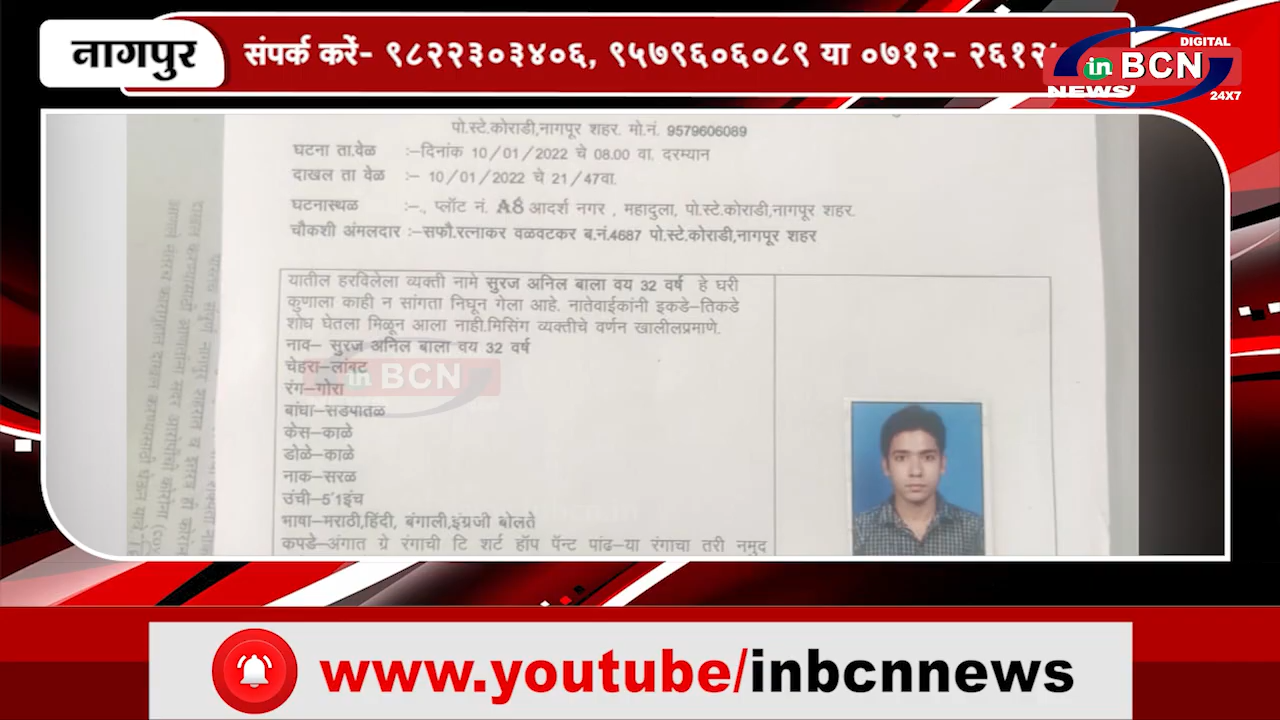 नागपुर
संपर्क करें- ९८२२३०३४०६, ९५७९६०६०८९ या ०७१२- २६१२
DIGITAL
in BCN
NEWS
24X7
पो.स्टे.कोराडी,नागपूर शहर. मो.नं. 9579606089
घटना ता.वेळ :–दिनांक 10/01/2022 चे 08.00 वा. दरम्यान
दाखल ता वेळ :– 10/01/2022 चे 21/47वा.
घटनास्थळ :–., प्लॉट नं. A8 आदर्श नगर , महादुला, पो.स्टे.कोराडी,नागपूर शहर.
चौकशी अंमलदार :–सफौ.रत्नाकर वळवटकर ब.नं.4687 पो.स्टे.कोराडी,नागपूर शहर
यातील हरविलेला व्यक्ती नामे सुरज अनिल बाला वय 32 वर्ष हे घरी
कुणाला काही न सांगता निघून गेला आहे. नातेवाईकांनी इकडे–तिकडे
शोध घेतला मिळून आला नाही.मिसिंग व्यक्तीचे वर्णन खालीलप्रमाणे.
नाव– सुरज अनिल बाला वय 32 वर्ष
चेहरा–लांबट
रंग–गोरा
in BCN
बांधा–सडपातळ
केस–काळे
डोळे–काळे
नाक–सरळ
उंची–5'1इंच
भाषा–मराठी,हिंदी, बंगाली,इंग्रजी बोलते
कपडे–अंगात ग्रे रंगाची टि शर्ट हॉप पॅन्ट पांढ–या रंगाचा तरी नमुद
www.youtube/inbcnnews